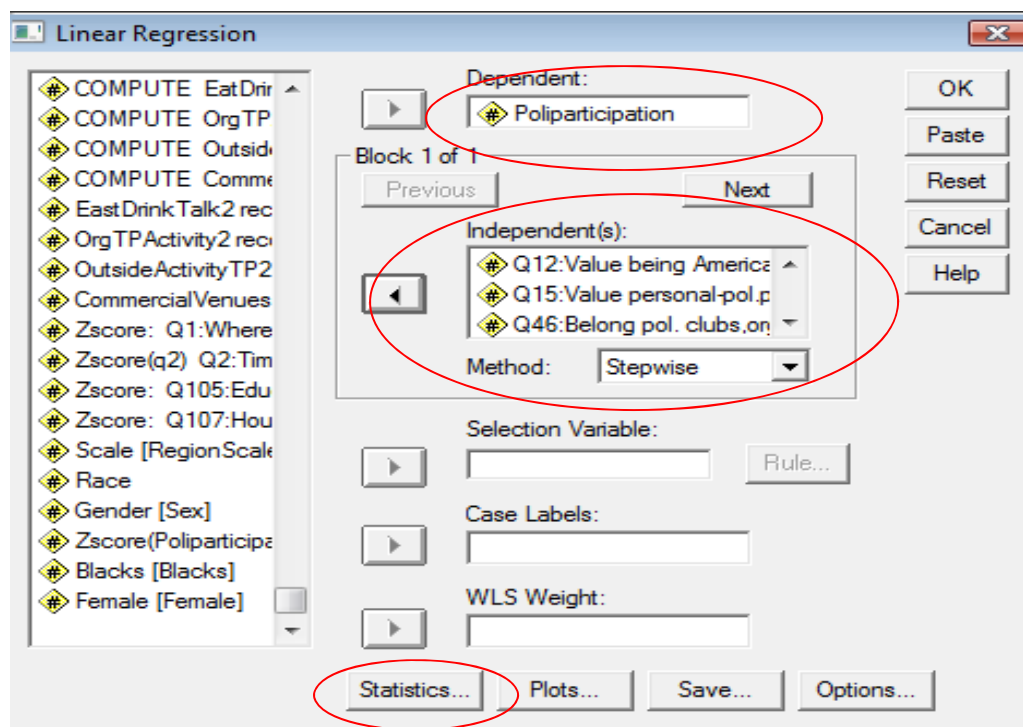 Linear Regression
COMPUTE EatDrir
COMPUTE OrgTP
COMPUTE Outside
COMPUTE Comme
EastDrinkTalk2 rec
OrgTPActivity2 rec
OutsideActivityTP2
CommercialVenues
Zscore: Q1:Where
Zscore(q2) Q2:Tim
Zscore: Q105:Edu
Zscore: Q107:Hou
Scale [RegionScale
Race
Gender [Sex]
Zscore(Poliparticipa
Blacks [Blacks]
Female [Female]
Dependent:
Poliparticipation
Block 1 of 1
Previous
Next
Independent(s):
Q12:Value being America
Q15:Value personal-pol.p
Q46:Belong pol. clubs,or
Method: Stepwise
Selection Variable:
Rule...
Case Labels:
WLS Weight:
Statistics...
Plots...
Save...
Options...
OK
Paste
Reset
Cancel
Help